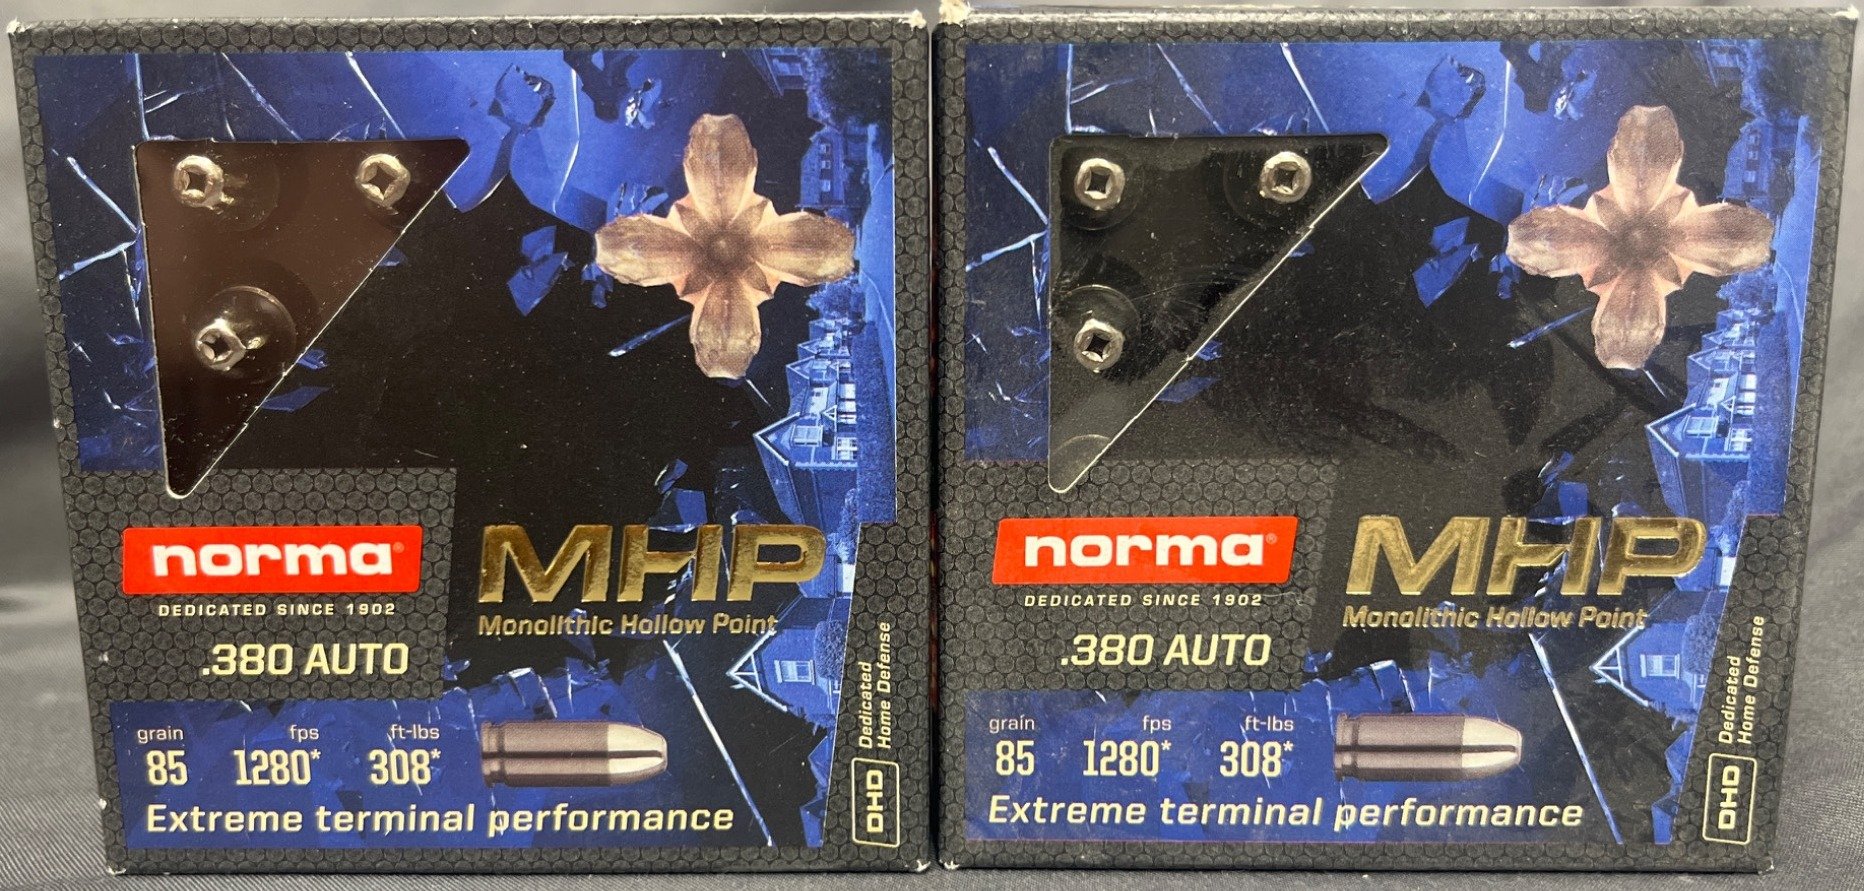 norma®
DEDICATED SINCE 1902
.380 AUTO
MHP
Monolithic Hollow Point
grain fps ft-lbs
85 1280* 308*
Extreme terminal performance
DHD
Dedicated
Home Defense
norma®
DEDICATED SINCE 1902
.380 AUTO
MHP
Monolithic Hollow Point
grain fps ft-lbs
85 1280* 308*
Extreme terminal performance
DHD
Dedicated
Home Defense